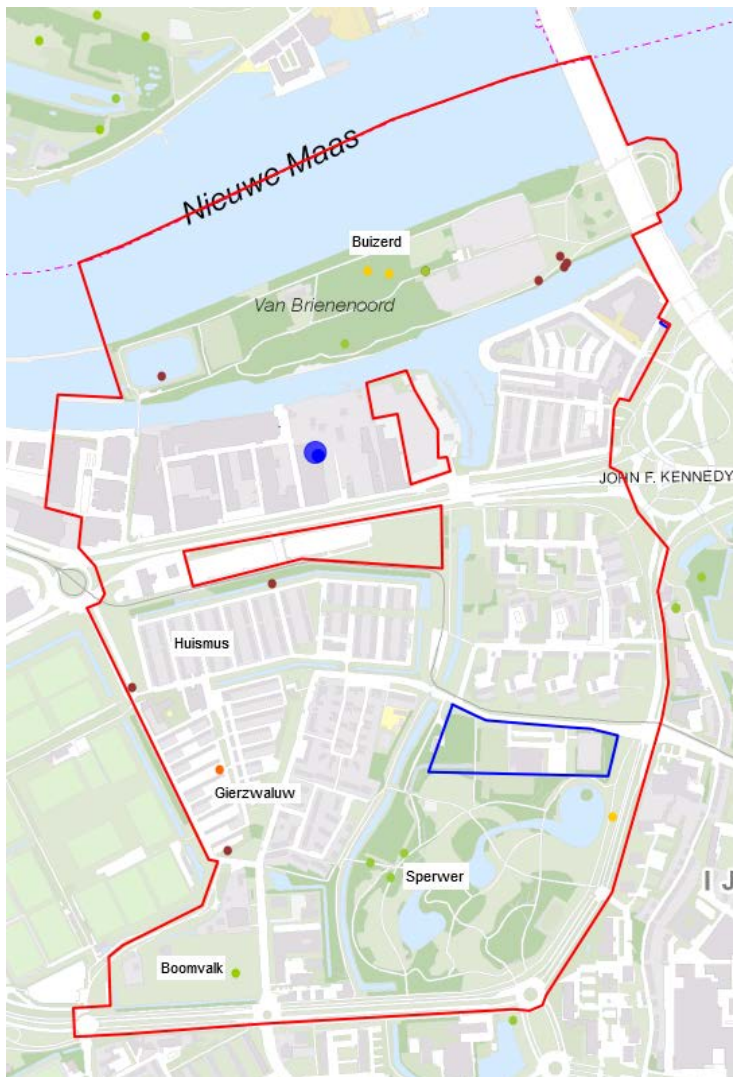 Nieuwe Maas
Buizerd
Van Brienenoord
JOHN F. KENNEDY
Huismus
Gierzwaluw
Sperwer
I J
Boomvalk